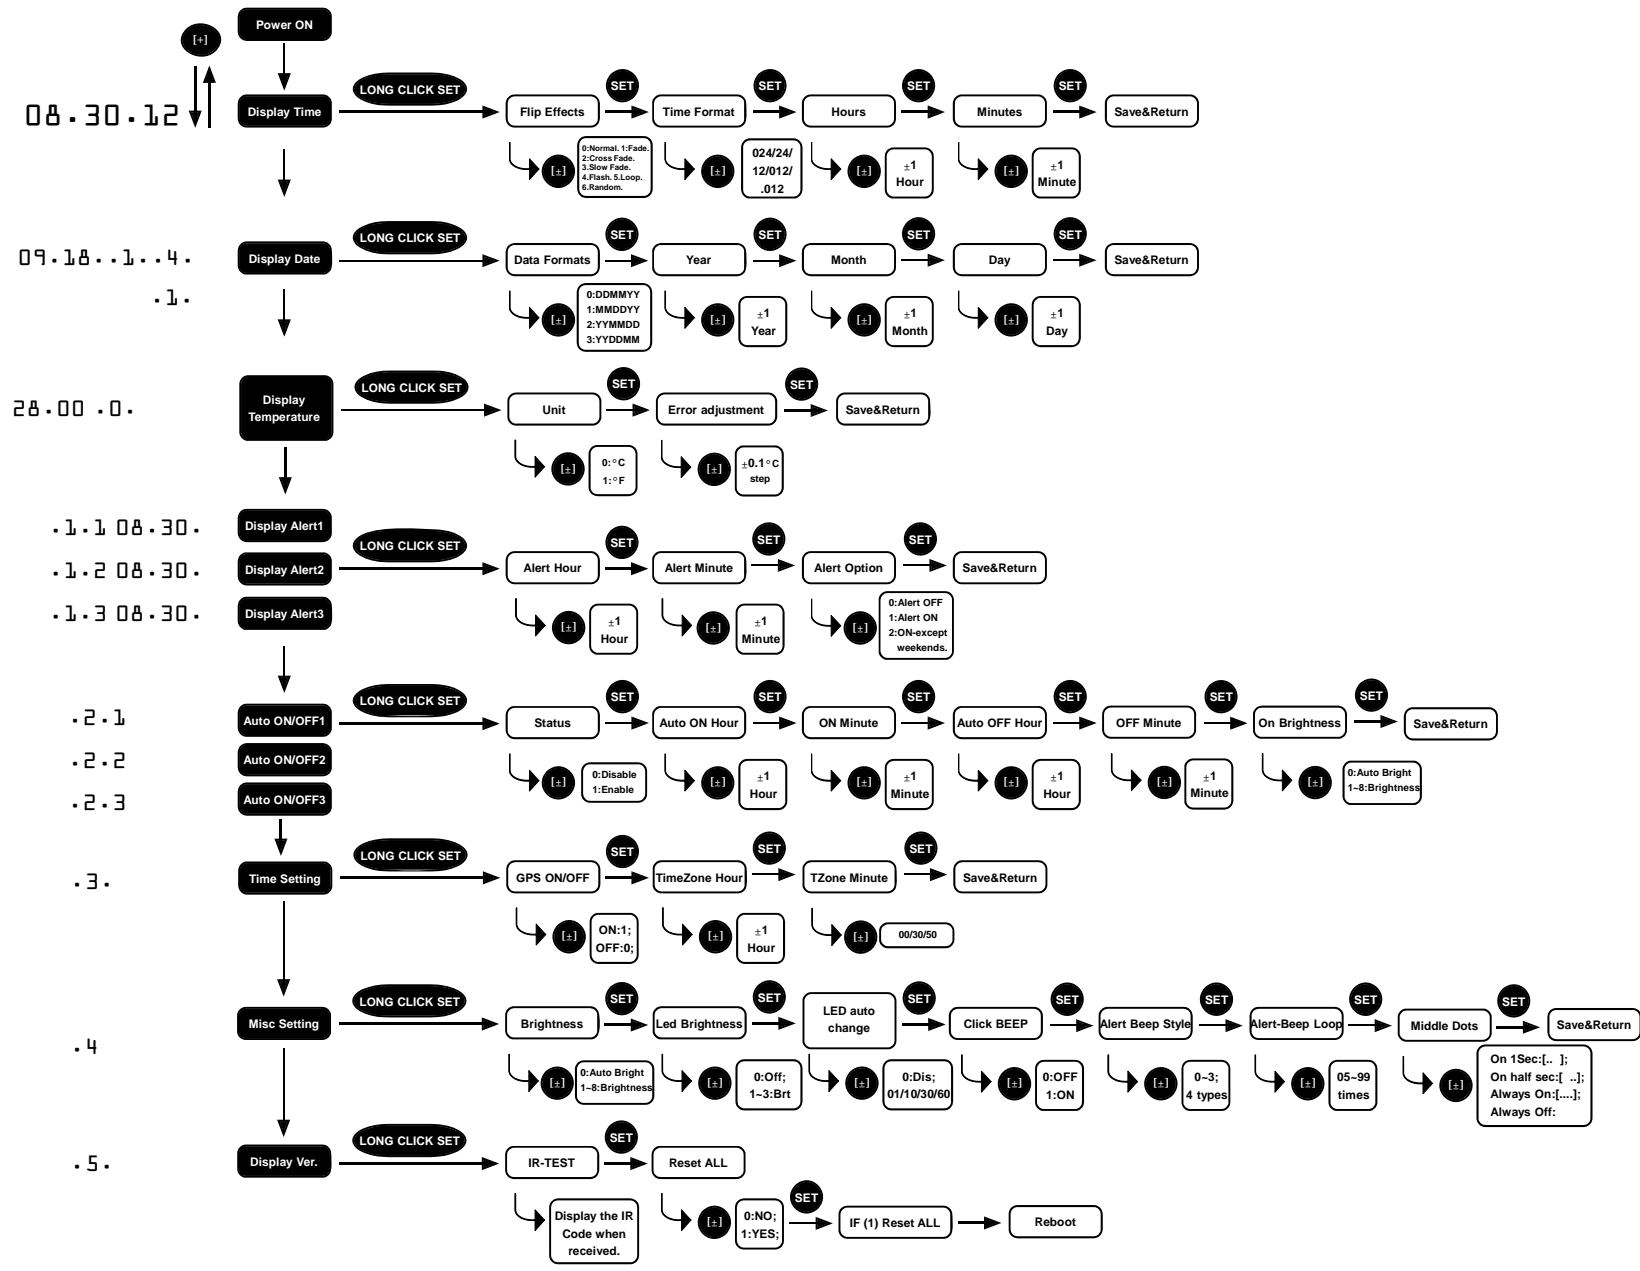 Power ON
[+]
08.30.12
Display Time
LONG CLICK SET
Flip Effects
SET
Time Format
SET
Hours
SET
Minutes
SET
Save&Return
[±]
0:Normal. 1:Fade.
2:Cross Fade.
3.Slow Fade.
4.Flash. 5.Loop.
6.Random.
[±]
024/24/
12/012/
.012
[±]
±1
Hour
[±]
±1
Minute
09.18..1..4.
.1.
Display Date
LONG CLICK SET
Data Formats
SET
Year
SET
Month
SET
Day
SET
Save&Return
[±]
0:DDMMYY
1:MMDDYY
2:YYMMDD
3:YYDDMM
[±]
±1
Year
[±]
±1
Month
[±]
±1
Day
28.00 .0.
Display
Temperature
LONG CLICK SET
Unit
SET
Error adjustment
SET
Save&Return
[±]
0:°C
1:°F
[±]
±0.1°C
step
.1.1 08.30.
Display Alert1
.1.2 08.30.
Display Alert2
.1.3 08.30.
Display Alert3
LONG CLICK SET
Alert Hour
SET
Alert Minute
SET
Alert Option
SET
Save&Return
[±]
±1
Hour
[±]
±1
Minute
[±]
0:Alert OFF
1:Alert ON
2:ON-except
weekends.
.2.1
Auto ON/OFF1
.2.2
Auto ON/OFF2
.2.3
Auto ON/OFF3
LONG CLICK SET
Status
SET
Auto ON Hour
SET
ON Minute
SET
Auto OFF Hour
SET
OFF Minute
SET
On Brightness
SET
Save&Return
[±]
0:Disable
1:Enable
[±]
±1
Hour
[±]
±1
Minute
[±]
±1
Hour
[±]
±1
Minute
[±]
0:Auto Bright
1~8:Brightness
.3.
Time Setting
LONG CLICK SET
GPS ON/OFF
SET
TimeZone Hour
SET
TZone Minute
SET
Save&Return
[±]
ON:1;
OFF:0;
[±]
±1
Hour
[±]
00/30/50
.4
Misc Setting
LONG CLICK SET
Brightness
SET
Led Brightness
SET
LED auto
change
SET
Click BEEP
SET
Alert Beep Style
SET
Alert-Beep Loop
SET
Middle Dots
SET
Save&Return
[±]
0:Auto Bright
1~8:Brightness
[±]
0:Off;
1~3:Brt
[±]
0:Dis;
01/10/30/60
[±]
0:OFF
1:ON
[±]
0~3;
4 types
[±]
05~99
times
[±]
On 1Sec:[..  ];
On half sec:[  ..];
Always On:[....];
Always Off:
.5.
Display Ver.
LONG CLICK SET
IR-TEST
SET
Reset ALL
Display the IR
Code when
received.
[±]
0:NO;
1:YES;
SET
IF (1) Reset ALL
Reboot